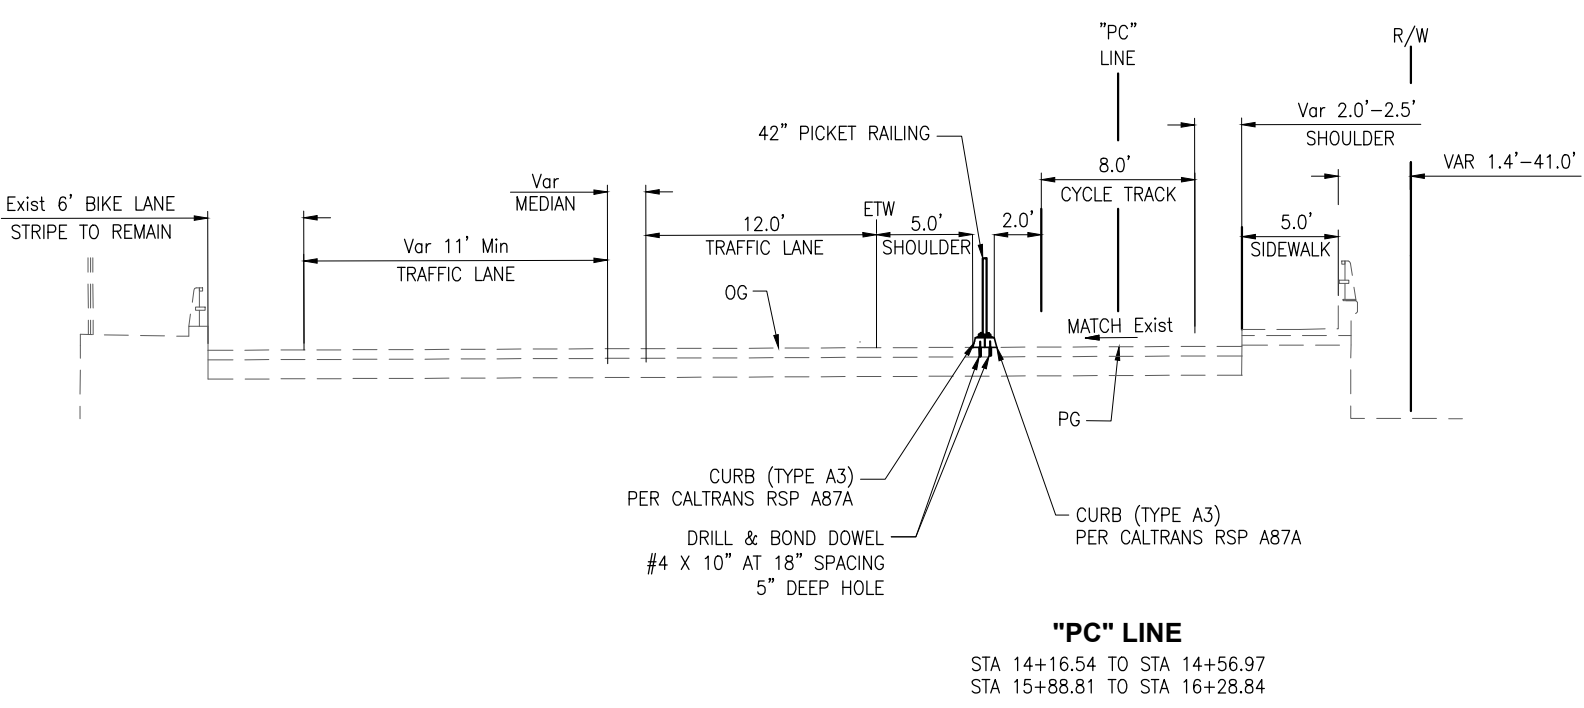 "PC"
LINE
R/W
Var 2.0'-2.5'
SHOULDER
42" PICKET RAILING
VAR 1.4'-41.0'
8.0'
CYCLE TRACK
Var
MEDIAN
Exist 6' BIKE LANE
STRIPE TO REMAIN
ETW
12.0'
TRAFFIC LANE
5.0'
SHOULDER
2.0'
5.0'
SIDEWALK
Var 11' Min
TRAFFIC LANE
OG
MATCH Exist
PG
CURB (TYPE A3)
PER CALTRANS RSP A87A
CURB (TYPE A3)
PER CALTRANS RSP A87A
DRILL & BOND DOWEL
#4 X 10" AT 18" SPACING
5" DEEP HOLE
"PC" LINE
STA 14+16.54 TO STA 14+56.97
STA 15+88.81 TO STA 16+28.84